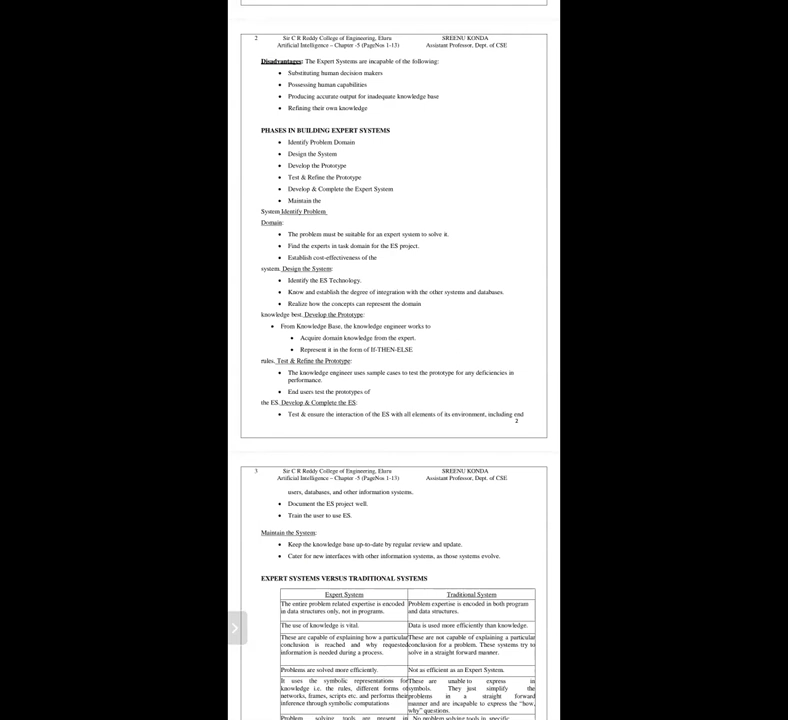 2 Sir C R Reddy College of Engineering, Eluru SREENU KONDA
Artificial Intelligence – Chapter -5 (PageNos 1-13) Assistant Professor, Dept. of CSE
Disadvantages: The Expert Systems are incapable of the following:
• Substituting human decision makers
• Possessing human capabilities
• Producing accurate output for inadequate knowledge base
• Refining their own knowledge
PHASES IN BUILDING EXPERT SYSTEMS
• Identify Problem Domain
• Design the System
• Develop the Prototype
• Test & Refine the Prototype
• Develop & Complete the Expert System
• Maintain the
System Identify Problem
Domain:
• The problem must be suitable for an expert system to solve it.
• Find the experts in task domain for the ES project.
• Establish cost-effectiveness of the
system. Design the System:
• Identify the ES Technology.
• Know and establish the degree of integration with the other systems and databases.
• Realize how the concepts can represent the domain
knowledge best. Develop the Prototype:
• From Knowledge Base, the knowledge engineer works to
• Acquire domain knowledge from the expert.
• Represent it in the form of If-THEN-ELSE
rules. Test & Refine the Prototype:
• The knowledge engineer uses sample cases to test the prototype for any deficiencies in
performance.
• End users test the prototypes of
the ES. Develop & Complete the ES:
• Test & ensure the interaction of the ES with all elements of its environment, including end
2
3 Sir C R Reddy College of Engineering, Eluru SREENU KONDA
Artificial Intelligence – Chapter -5 (PageNos 1-13) Assistant Professor, Dept. of CSE
users, databases, and other information systems.
• Document the ES project well.
• Train the user to use ES.
Maintain the System:
• Keep the knowledge base up-to-date by regular review and update.
• Cater for new interfaces with other information systems, as those systems evolve.
EXPERT SYSTEMS VERSUS TRADITIONAL SYSTEMS
Expert System Traditional System
The entire problem related expertise is encoded Problem expertise is encoded in both program
in data structures only, not in programs. and data structures.
The use of knowledge is vital. Data is used more efficiently than knowledge.
These are capable of explaining how a particular These are not capable of explaining a particular
conclusion is reached and why requested conclusion for a problem. These systems try to
information is needed during a process. solve in a straight forward manner.
Problems are solved more efficiently. Not as efficient as an Expert System.
It uses the symbolic representations for These are unable to express in
knowledge i.e. the rules, different forms of symbols. They just simplify the
networks, frames, scripts etc. and performs their problems in a straight forward
inference through symbolic computations manner and are incapable to express the “how,
why” questions.
Problem solving tools are present in No problem solving tools in specific.